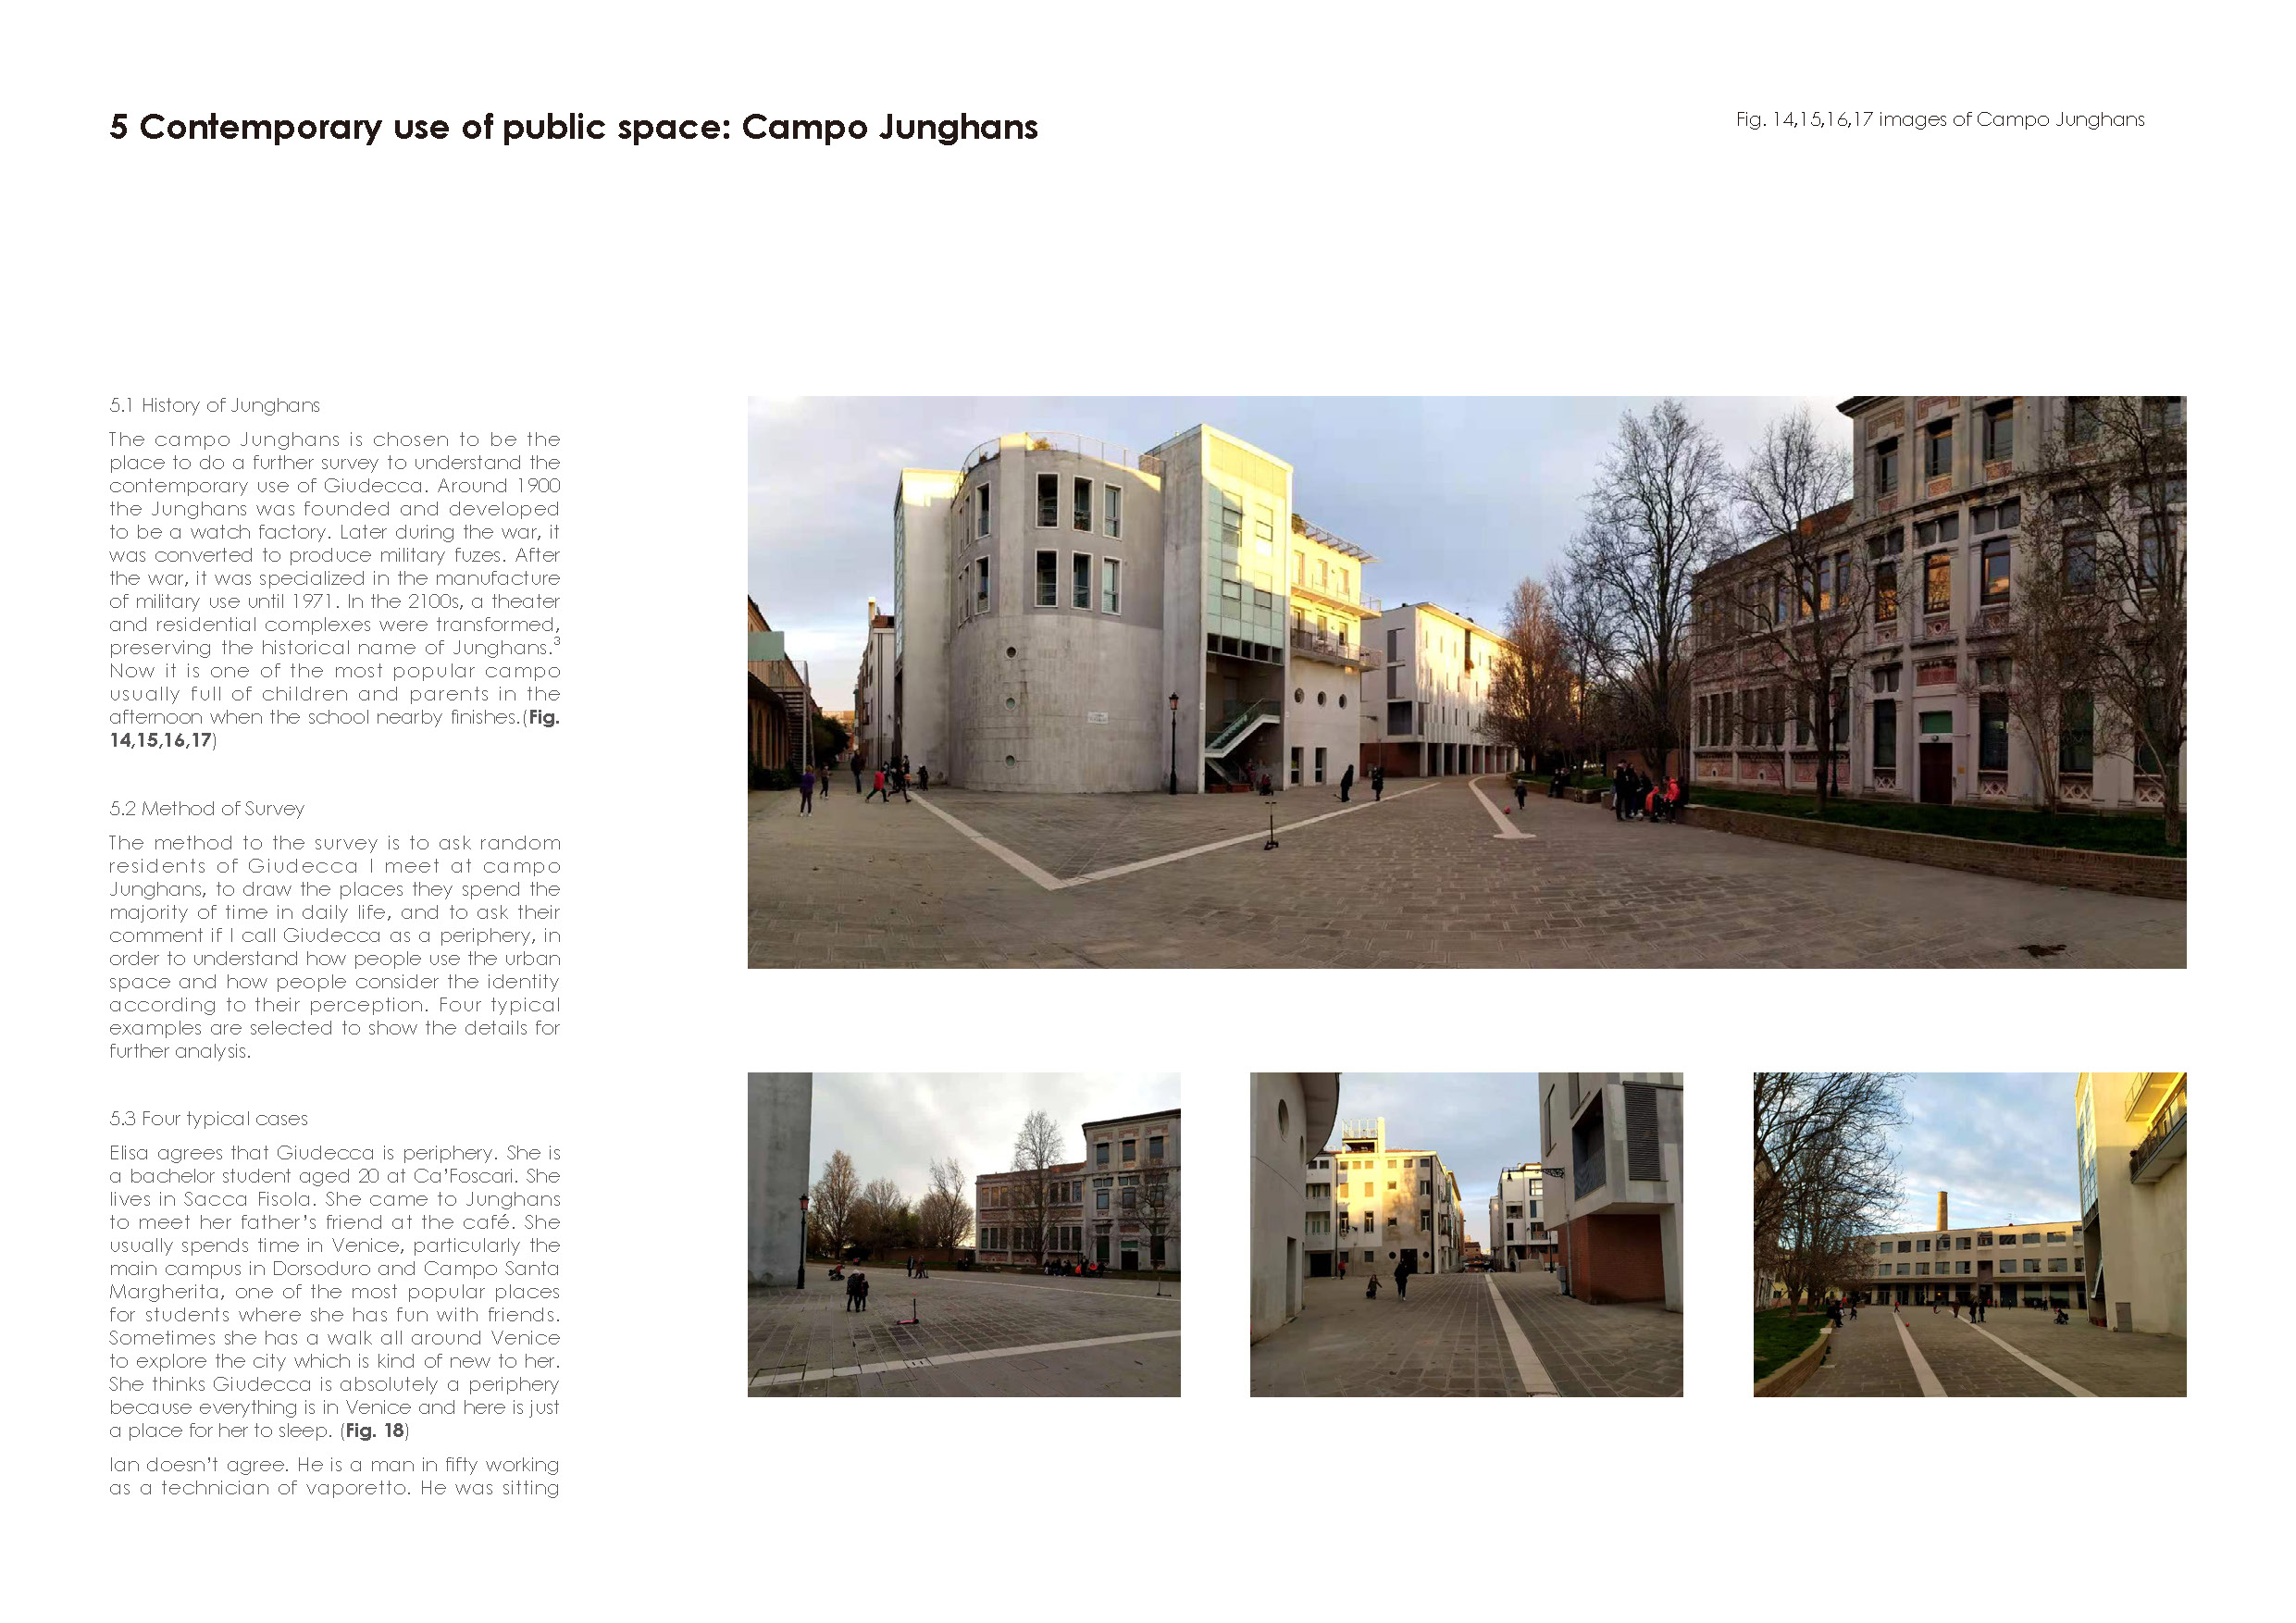 5 Contemporary use of public space: Campo Junghans
Fig. 14,15,16,17 images of Campo Junghans
5.1 History of Junghans
The campo Junghans is chosen to be the
place to do a further survey to understand the
contemporary use of Giudecca. Around 1900
the Junghans was founded and developed
to be a watch factory. Later during the war, it
was converted to produce military fuzes. After
the war, it was specialized in the manufacture
of military use until 1971. In the 2100s, a theater
and residential complexes were transformed,
preserving the historical name of Junghans.3
Now it is one of the most popular campo
usually full of children and parents in the
afternoon when the school nearby finishes.(Fig.
14,15,16,17)
5.2 Method of Survey
The method to the survey is to ask random
residents of Giudecca I meet at campo
Junghans, to draw the places they spend the
majority of time in daily life, and to ask their
comment if I call Giudecca as a periphery, in
order to understand how people use the urban
space and how people consider the identity
according to their perception. Four typical
examples are selected to show the details for
further analysis.
5.3 Four typical cases
Elisa agrees that Giudecca is periphery. She is
a bachelor student aged 20 at Ca'Foscari. She
lives in Sacca Fisola. She came to Junghans
to meet her father's friend at the café. She
usually spends time in Venice, particularly the
main campus in Dorsoduro and Campo Santa
Margherita, one of the most popular places
for students where she has fun with friends.
Sometimes she has a walk all around Venice
to explore the city which is kind of new to her.
She thinks Giudecca is absolutely a periphery
because everything is in Venice and here is just
a place for her to sleep. (Fig. 18)
Ian doesn't agree. He is a man in fifty working
as a technician of vaporetto. He was sitting